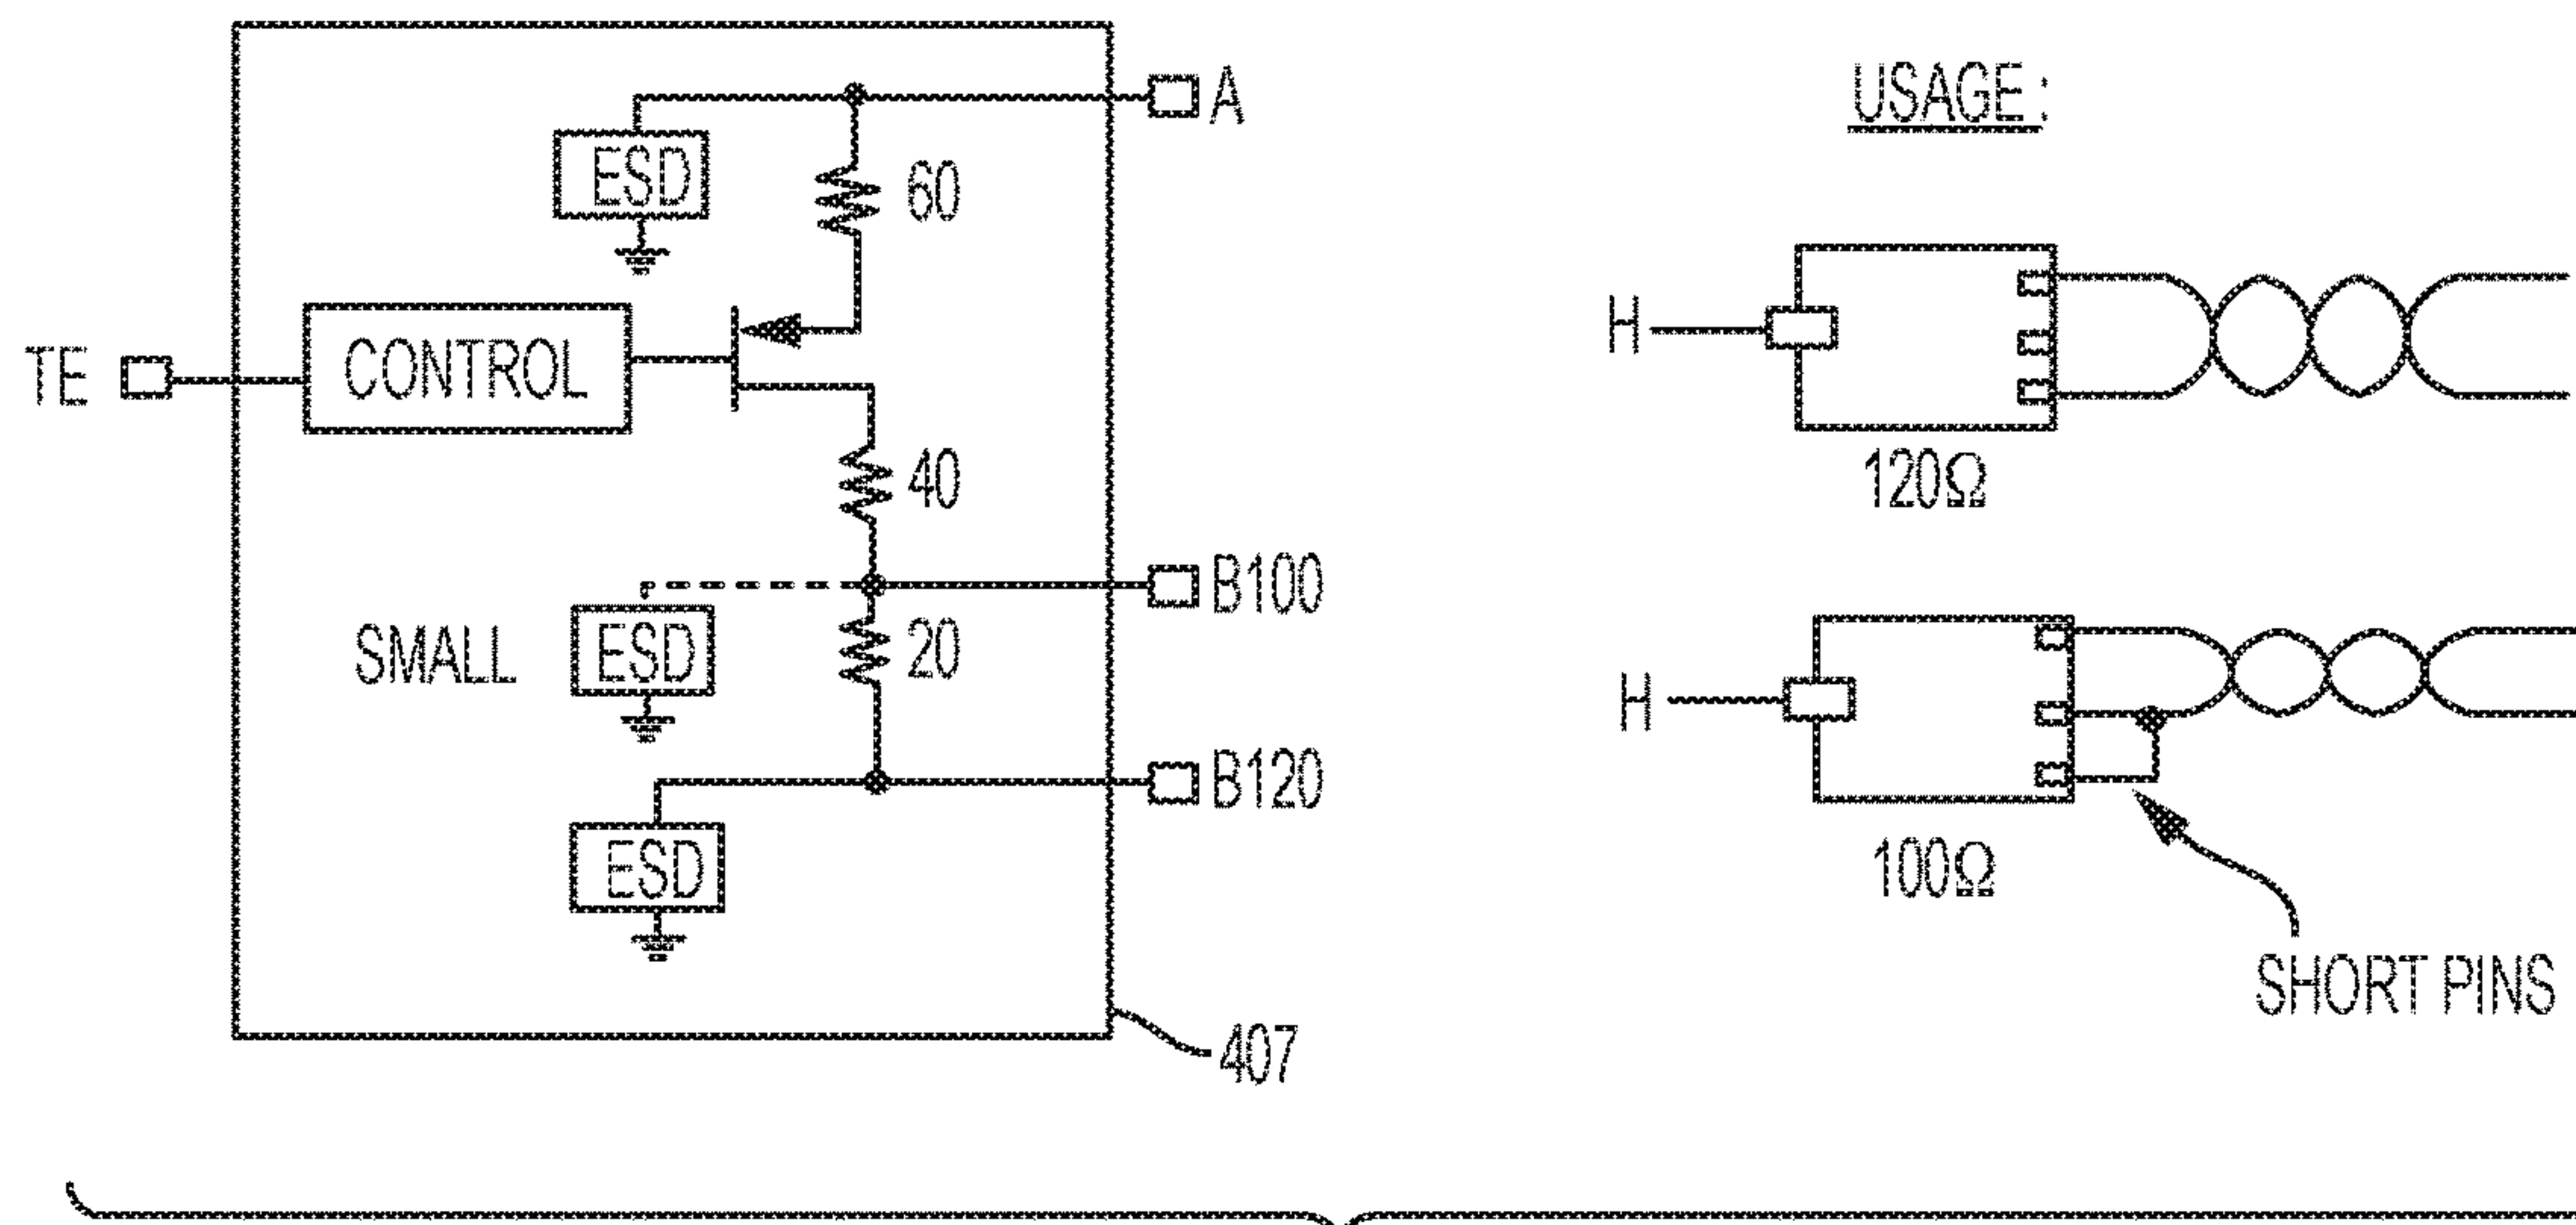 A
USAGE:
ESD
60
H
TE
CONTROL
120Ω
40
B100
SMALL
ESD
20
H
B120
ESD
100Ω
SHORT PINS
407